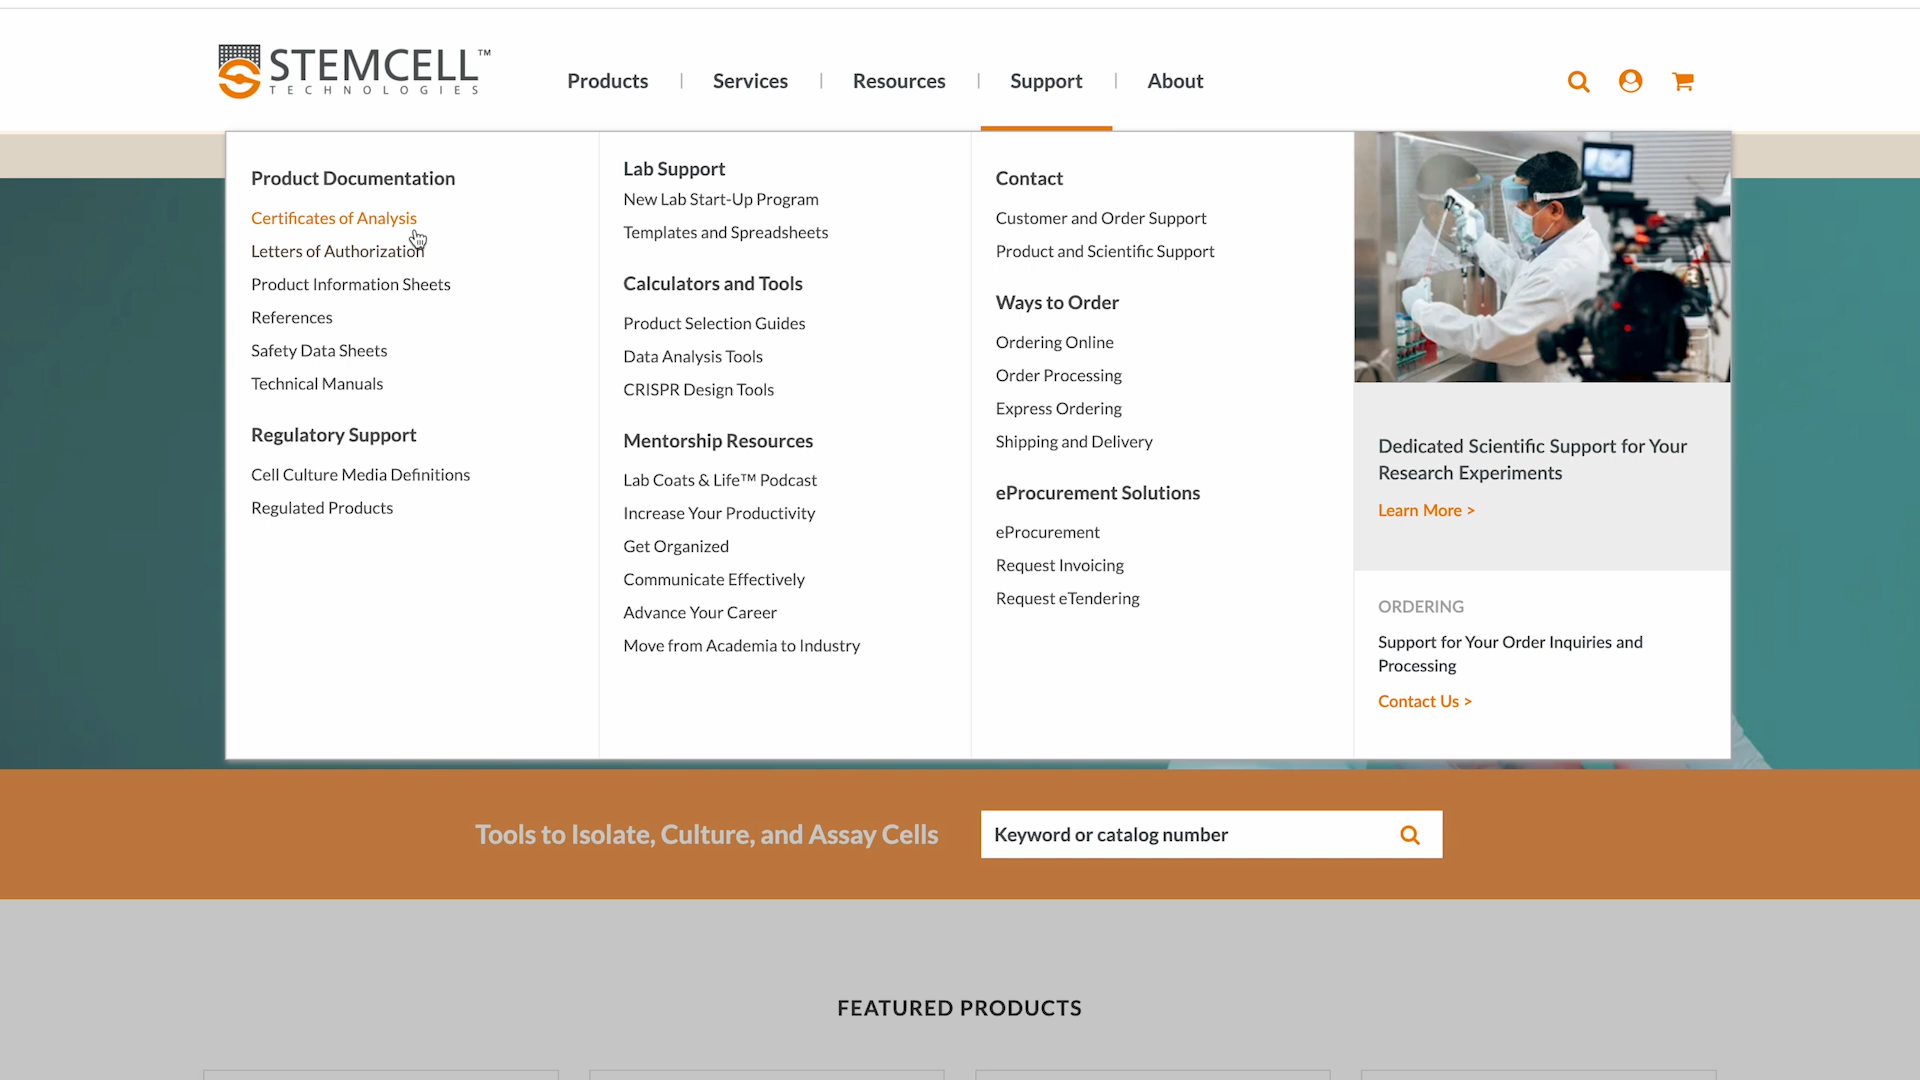 STEMCELL™
TECHNOLOGIES
Products
Services
Resources
Support
About
Product Documentation
Certificates of Analysis
Letters of Authorization
Product Information Sheets
References
Safety Data Sheets
Technical Manuals
Regulatory Support
Cell Culture Media Definitions
Regulated Products
Lab Support
New Lab Start-Up Program
Templates and Spreadsheets
Calculators and Tools
Product Selection Guides
Data Analysis Tools
CRISPR Design Tools
Mentorship Resources
Lab Coats & Life™ Podcast
Increase Your Productivity
Get Organized
Communicate Effectively
Advance Your Career
Move from Academia to Industry
Contact
Customer and Order Support
Product and Scientific Support
Ways to Order
Ordering Online
Order Processing
Express Ordering
Shipping and Delivery
eProcurement Solutions
eProcurement
Request Invoicing
Request eTendering
Dedicated Scientific Support for Your
Research Experiments
Learn More >
ORDERING
Support for Your Order Inquiries and
Processing
Contact Us >
Tools to Isolate, Culture, and Assay Cells
Keyword or catalog number
FEATURED PRODUCTS